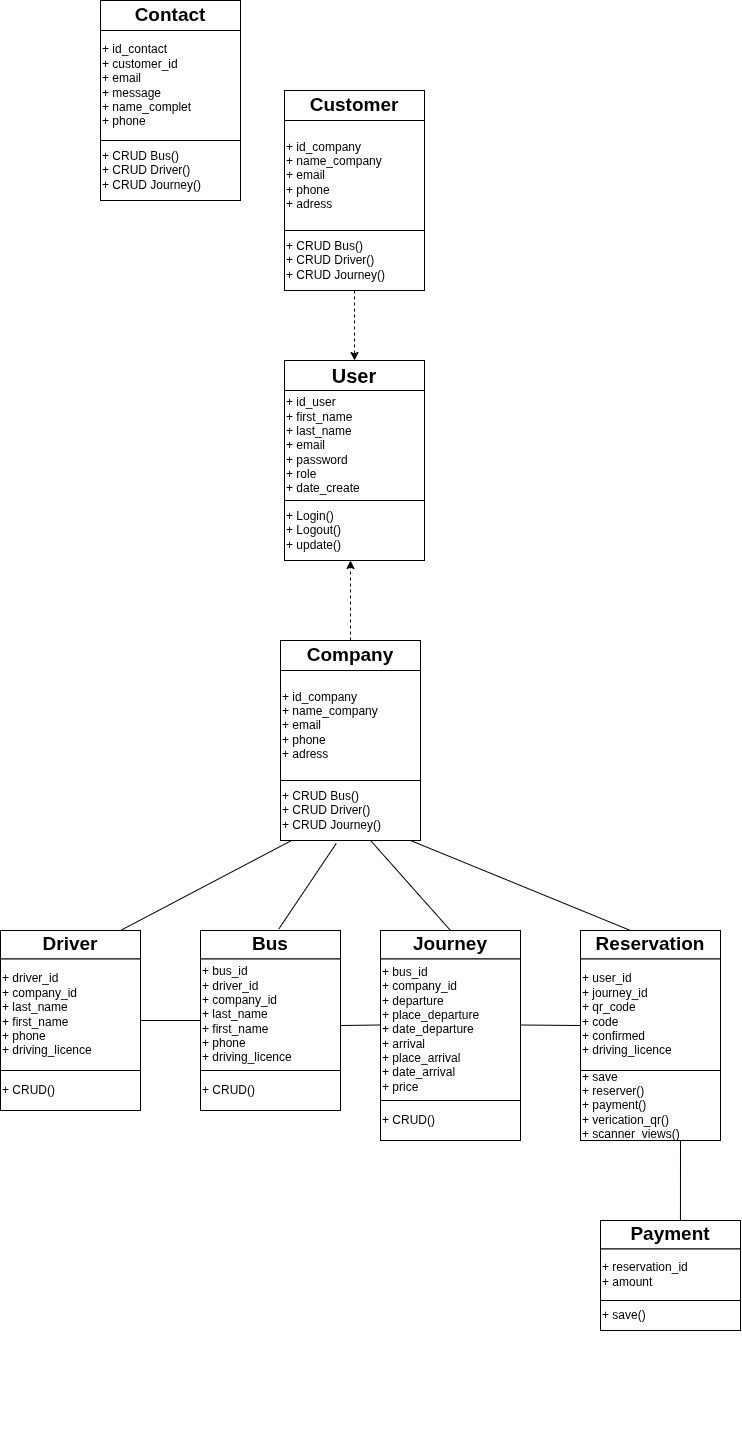 Contact
+ id_contact
+ customer_id
+ email
+ message
+ name_complet
+ phone
+ CRUD Bus()
+ CRUD Driver()
+ CRUD Journey()
Customer
+ id_company
+ name_company
+ email
+ phone
+ adress
+ CRUD Bus()
+ CRUD Driver()
+ CRUD Journey()
User
+ id_user
+ first_name
+ last_name
+ email
+ password
+ role
+ date_create
+ Login()
+ Logout()
+ update()
Company
+ id_company
+ name_company
+ email
+ phone
+ adress
+ CRUD Bus()
+ CRUD Driver()
+ CRUD Journey()
Driver
+ driver_id
+ company_id
+ last_name
+ first_name
+ phone
+ driving_licence
+ CRUD()
Bus
+ bus_id
+ driver_id
+ company_id
+ last_name
+ first_name
+ phone
+ driving_licence
+ CRUD()
Journey
+ bus_id
+ company_id
+ departure
+ place_departure
+ date_departure
+ arrival
+ place_arrival
+ date_arrival
+ price
+ CRUD()
Reservation
+ user_id
+ journey_id
+ qr_code
+ code
+ confirmed
+ driving_licence
+ save
+ reserver()
+ payment()
+ verication_qr()
+ scanner_views()
Payment
+ reservation_id
+ amount
+ save()